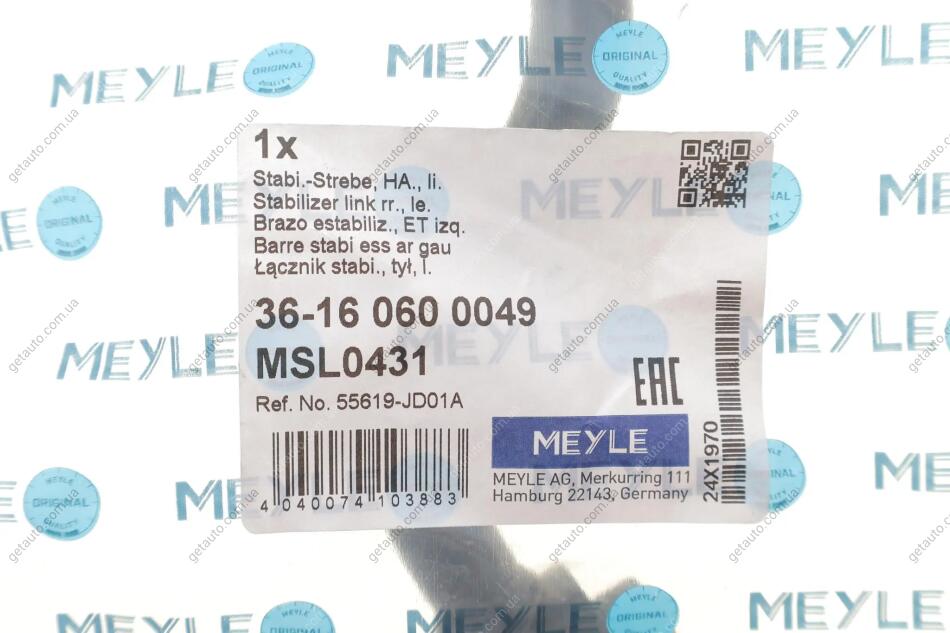 1x
Stabi.-Strebe, HA., li.
Stabilizer link rr., le.
Brazo estabiliz., ET izq.
Barre stabi ess ar gau
Łącznik stabi., tył, l.
36-16 060 0049
MSL0431
Ref. No. 55619-JD01A
4 040074 103883
EAC
MEYLE
MEYLE AG, Merkurring 111
Hamburg 22143, Germany
24X1970
MEYLE
MEYLE
ORIGINAL
QUALITY
getauto.com.ua